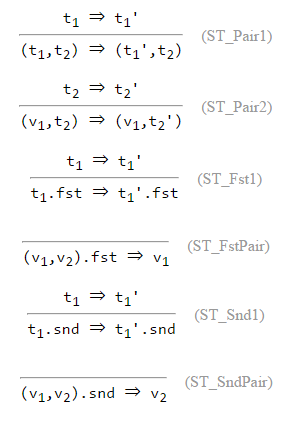 t₁ ⇒ t₁'
(t₁,t₂) ⇒ (t₁',t₂) (ST_Pair1)
t₂ ⇒ t₂'
(v₁,t₂) ⇒ (v₁,t₂') (ST_Pair2)
t₁ ⇒ t₁'
t₁.fst ⇒ t₁'.fst (ST_Fst1)
(v₁,v₂).fst ⇒ v₁ (ST_FstPair)
t₁ ⇒ t₁'
t₁.snd ⇒ t₁'.snd (ST_Snd1)
(v₁,v₂).snd ⇒ v₂ (ST_SndPair)